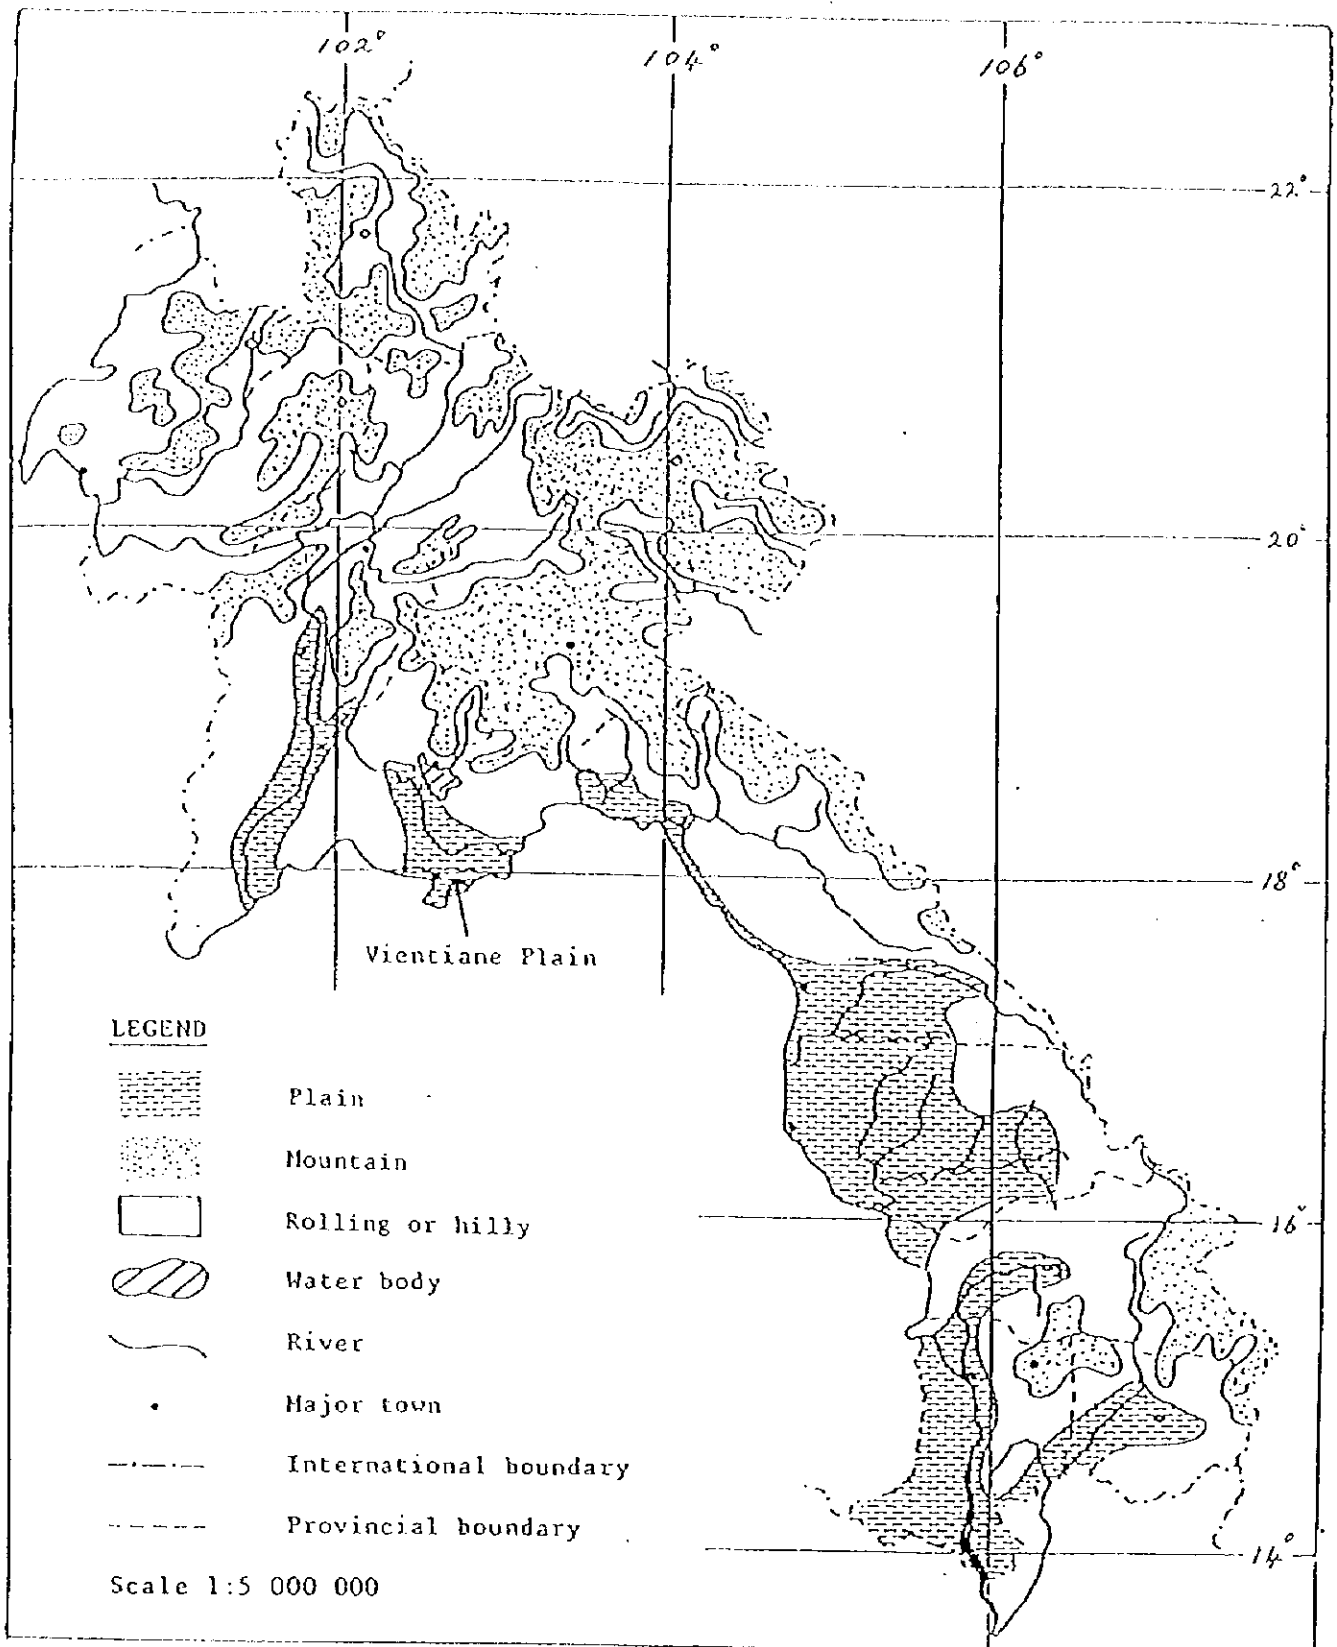 102°
104°
106°
22°
20°
18°
Vientiane Plain
LEGEND
Plain
Mountain
Rolling or hilly
16°
Water body
River
Major town
International boundary
Provincial boundary
14°
Scale 1:5 000 000